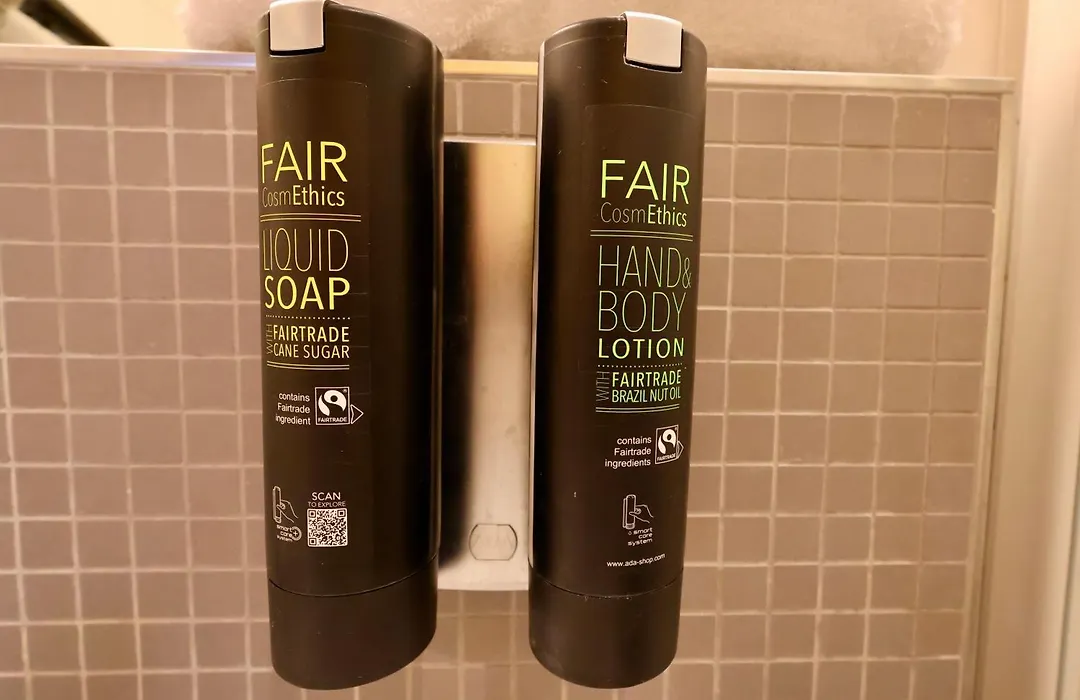 FAIR
CosmEthics
LIQUID
SOAP
WITH FAIRTRADE
CANE SUGAR
contains
Fairtrade
ingredient
FAIRTRADE
SCAN
TO EXPLORE
smart
care
system
FAIR
CosmEthics
HAND&
BODY
LOTION
WITH FAIRTRADE
BRAZIL NUT OIL
contains
Fairtrade
ingredients
FAIRTRADE
smart
care
system
www.ada-shop.com
ADA